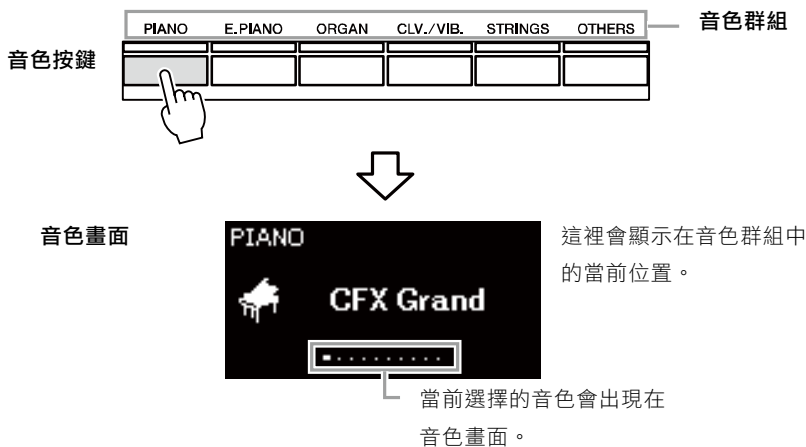 PIANO E.PIANO ORGAN CLV./VIB. STRINGS OTHERS
音色群組
音色按鍵
音色畫面
PIANO
CFX Grand
這裡會顯示在音色群組中
的當前位置。
當前選擇的音色會出現在
音色畫面。